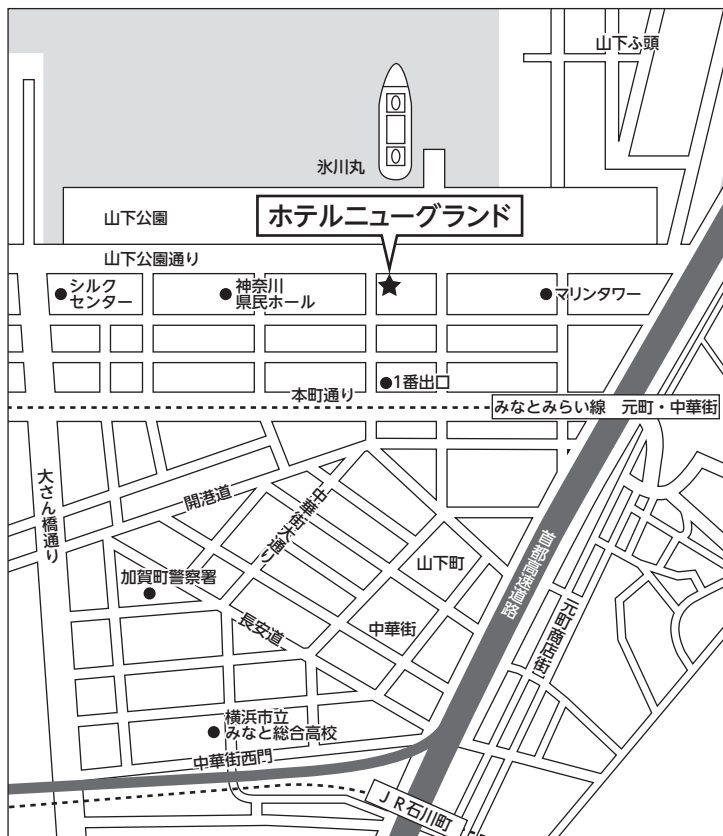 山下ふ頭
氷川丸
山下公園
ホテルニューグランド
山下公園通り
シルク
センター
神奈川
県民ホール
マリンタワー
1番出口
本町通り
みなとみらい線 元町・中華街
大さん橋通り
開港道
中華街大通り
山下町
首都高速道路
加賀町警察署
長安道
中華街
元町商店街
横浜市立
みなと総合高校
中華街西門
JR石川町